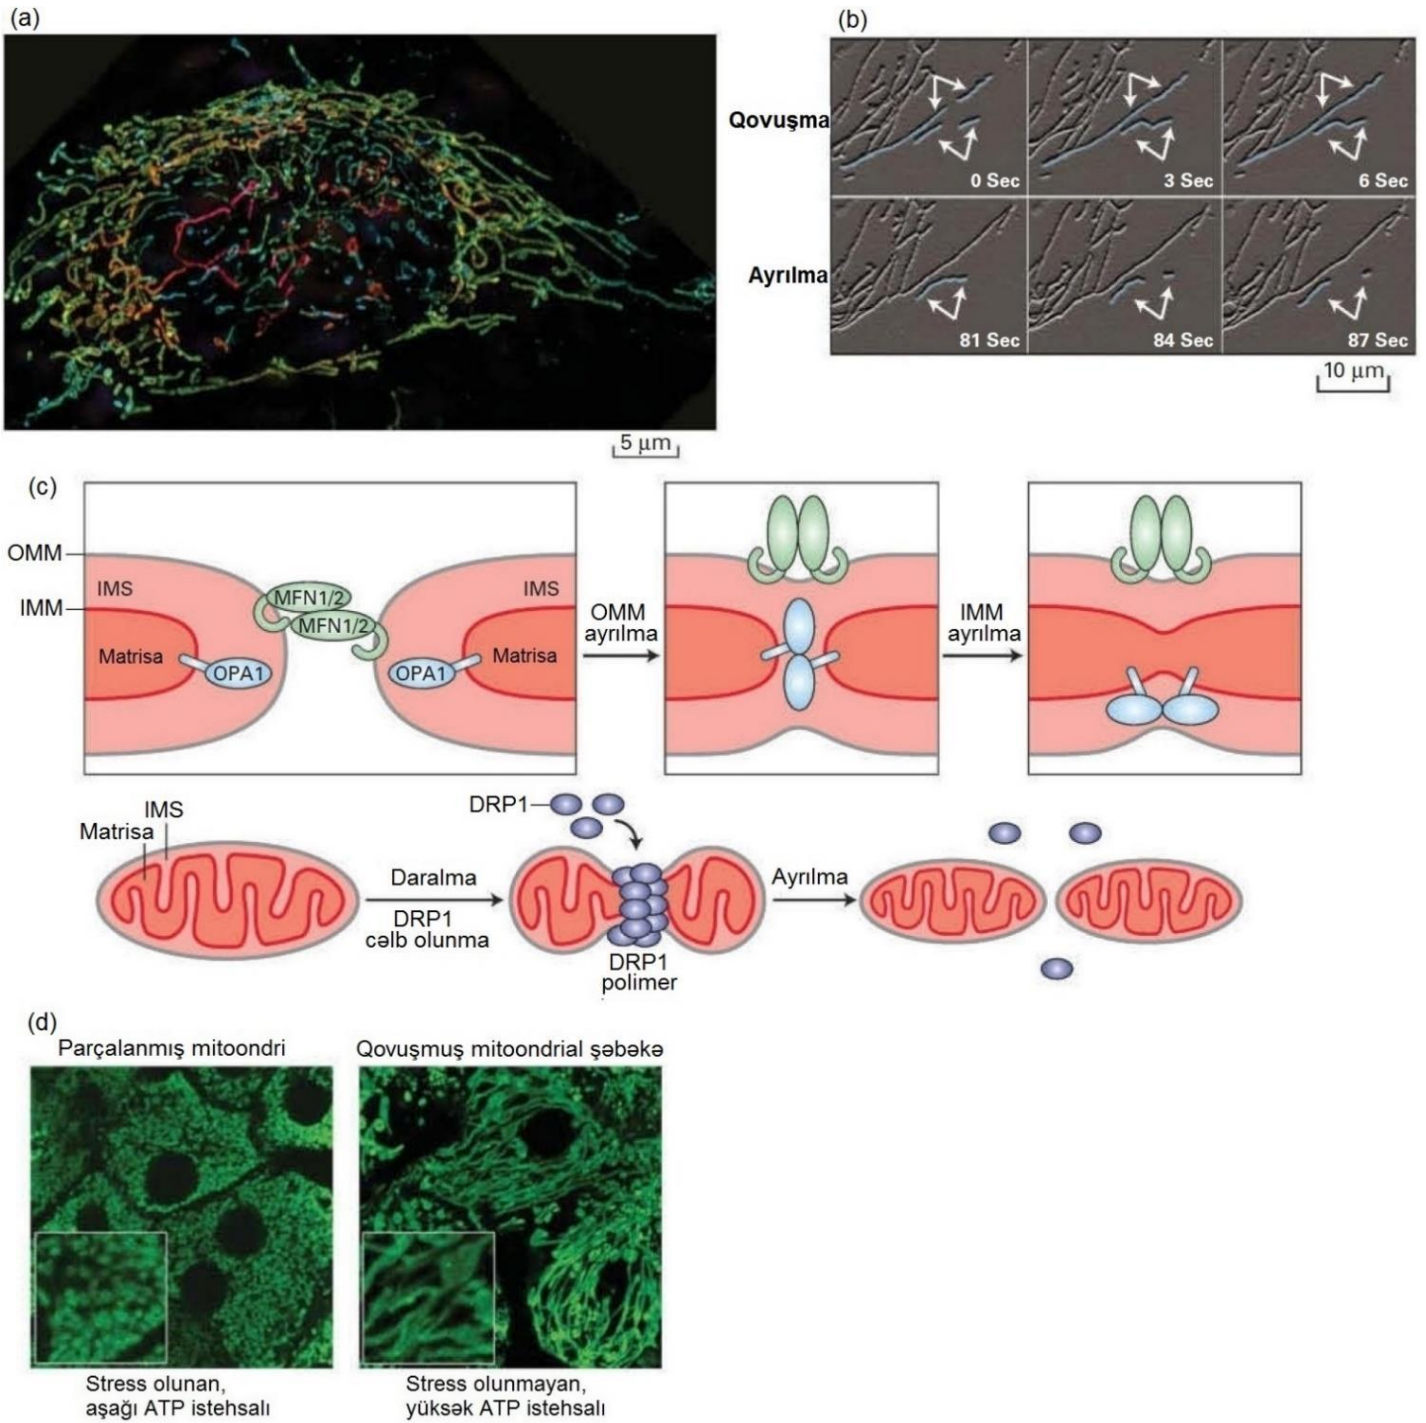 (a)
(b)
Qovuşma
0 Sec
3 Sec
6 Sec
Ayrılma
81 Sec
84 Sec
87 Sec
10 μm
5 μm
(c)
OMM
IMS
IMM
Matrisa
OPA1
MFN1/2
MFN1/2
OPA1
IMS
Matrisa
OMM
ayrılma
IMM
ayrılma
IMS
Matrisa
Daralma
DRP1
cəlb olunma
DRP1
DRP1
polimer
Ayrılma
(d)
Parçalanmış mitoondri
Qovuşmuş mitoondrial şəbəkə
Stress olunan,
aşağı ATP istehsalı
Stress olunmayan,
yüksək ATP istehsalı